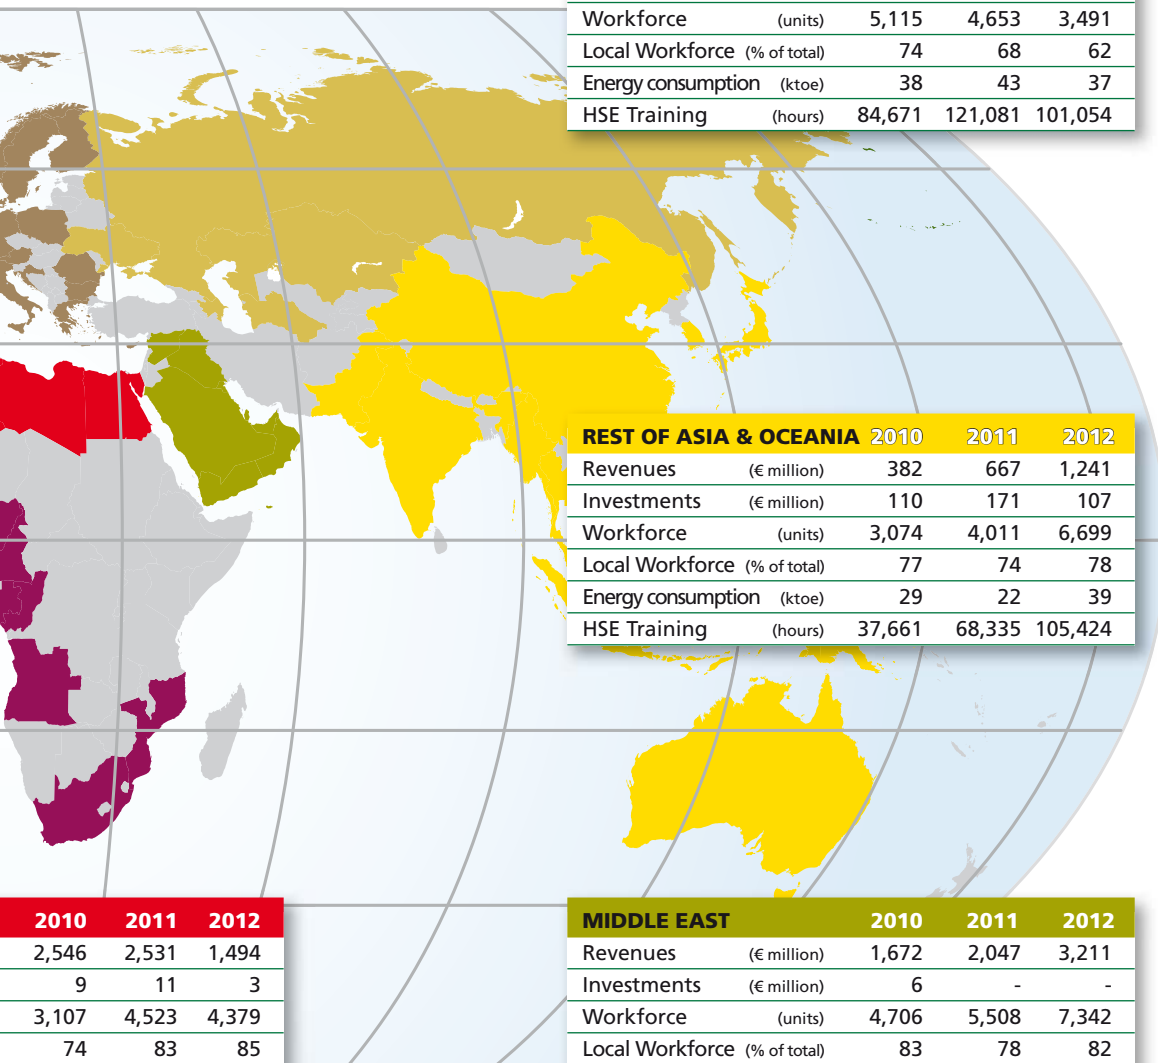 Workforce (units) 5,115 4,653 3,491
Local Workforce (% of total) 74 68 62
Energy consumption (ktoe) 38 43 37
HSE Training (hours) 84,671 121,081 101,054
REST OF ASIA & OCEANIA 2010 2011 2012
Revenues (€ million) 382 667 1,241
Investments (€ million) 110 171 107
Workforce (units) 3,074 4,011 6,699
Local Workforce (% of total) 77 74 78
Energy consumption (ktoe) 29 22 39
HSE Training (hours) 37,661 68,335 105,424
2010 2011 2012
2,546 2,531 1,494
9 11 3
3,107 4,523 4,379
74 83 85
MIDDLE EAST 2010 2011 2012
Revenues (€ million) 1,672 2,047 3,211
Investments (€ million) 6 - -
Workforce (units) 4,706 5,508 7,342
Local Workforce (% of total) 83 78 82